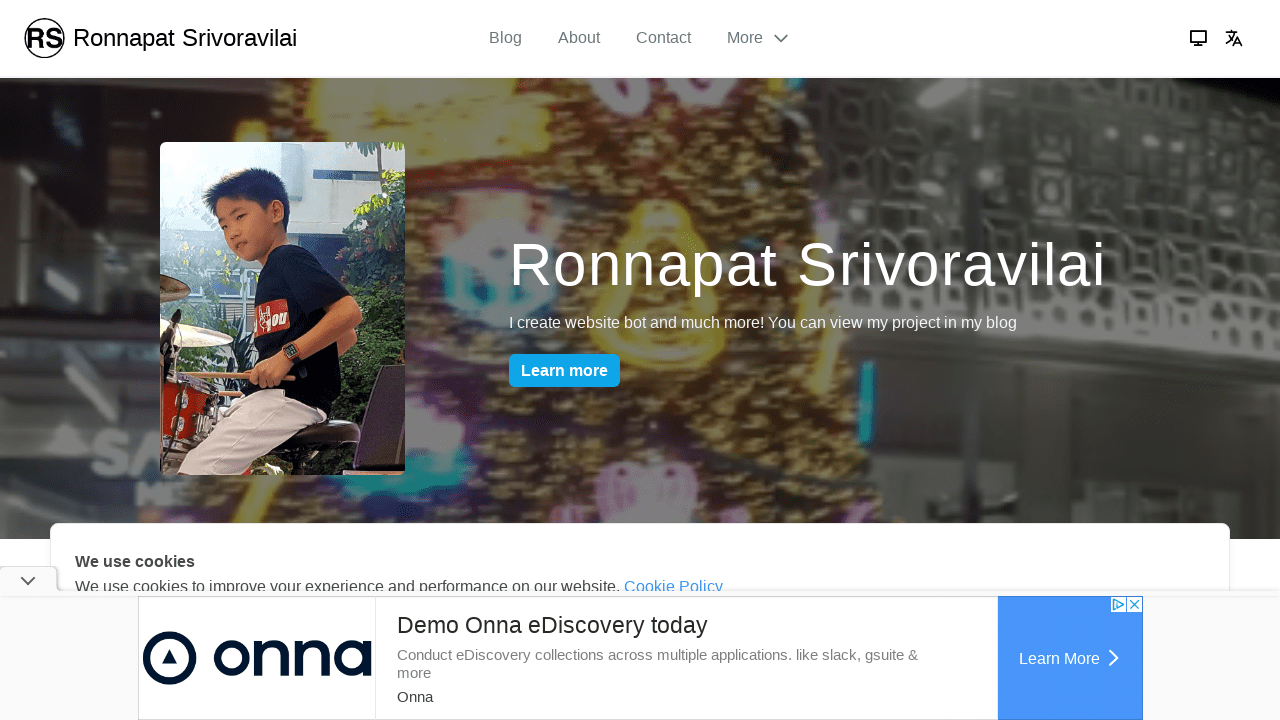 RS Ronnapat Srivoravilai
Blog
About
Contact
More
Ronnapat Srivoravilai
I create website bot and much more! You can view my project in my blog
Learn more
We use cookies
We use cookies to improve your experience and performance on our website. Cookie Policy
onna
Demo Onna eDiscovery today
Conduct eDiscovery collections across multiple applications. like slack, gsuite &
more
Onna
Learn More